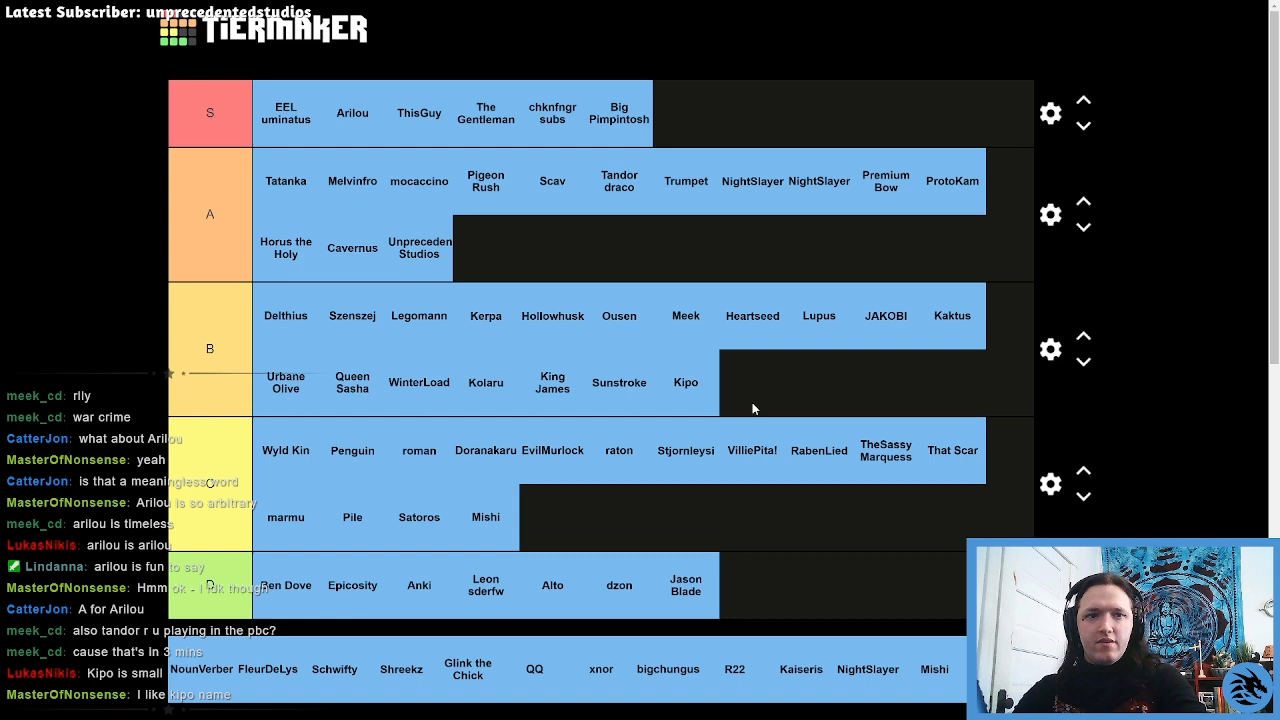 Latest Subscriber: unprecedentedstudios
TIERMAKER
S
EEL
uminatus
Arilou
ThisGuy
The
Gentleman
chknfngr
subs
Big
Pimpintosh
A
Tatanka
Melvinfro
mocaccino
Pigeon
Rush
Scav
Tandor
draco
Trumpet
NightSlayer
NightSlayer
Premium
Bow
ProtoKam
Horus the
Holy
Cavernus
Unpreceden
Studios
B
Delthius
Szenszej
Legomann
Kerpa
Hollowhusk
Ousen
Meek
Heartseed
Lupus
JAKOBI
Kaktus
Urbane
Olive
Queen
Sasha
WinterLoad
Kolaru
King
James
Sunstroke
Kipo
C
Wyld Kin
Penguin
roman
Doranakaru
EvilMurlock
raton
Stjornleysi
VilliePita!
RabenLied
TheSassy
Marquess
That Scar
marmu
Pile
Satoros
Mishi
D
Ben Dove
Epicosity
Anki
Leon
sderfw
Alto
dzon
Jason
Blade
NounVerber
FleurDeLys
Schwifty
Shreekz
Glink the
Chick
QQ
xnor
bigchungus
R22
Kaiseris
NightSlayer
Mishi
meek_cd: rlly
meek_cd: war crime
CatterJon: what about Arilou
MasterOfNonsense: yeah
CatterJon: is that a meaningless word
MasterOfNonsense: Arilou is so arbitrary
meek_cd: arilou is timeless
LukasNikis: arilou is arilou
Lindanna: arilou is fun to say
MasterOfNonsense: Hmm ok - I idk though
CatterJon: A for Arilou
meek_cd: also tandor r u playing in the pbc?
meek_cd: cause that's in 3 mins
LukasNikis: Kipo is small
MasterOfNonsense: I like kipo name